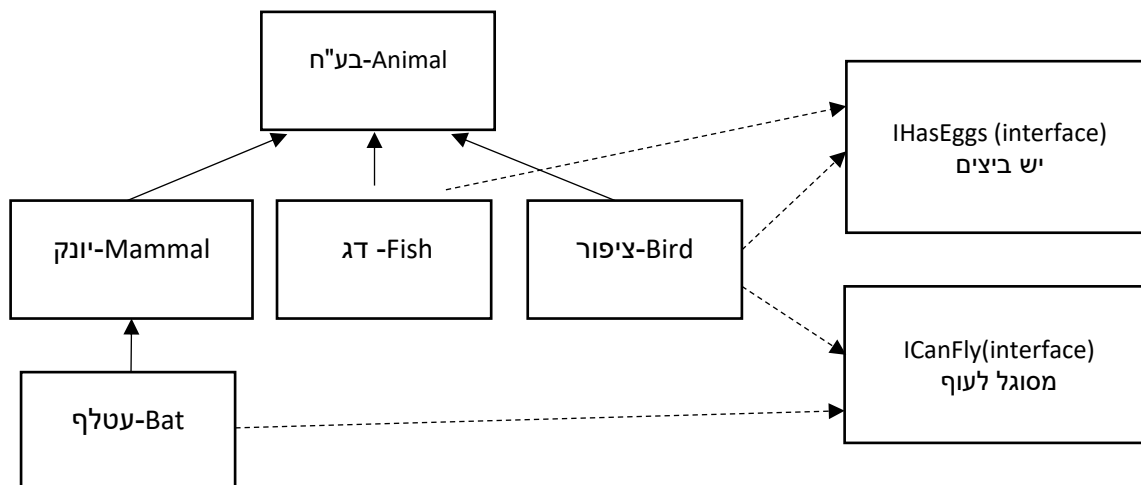 בע"ח-Animal
IHasEggs (interface)
יש ביצים
יונק-Mammal
דג -Fish
ציפור-Bird
ICanFly(interface)
מסוגל לעוף
עטלף-Bat